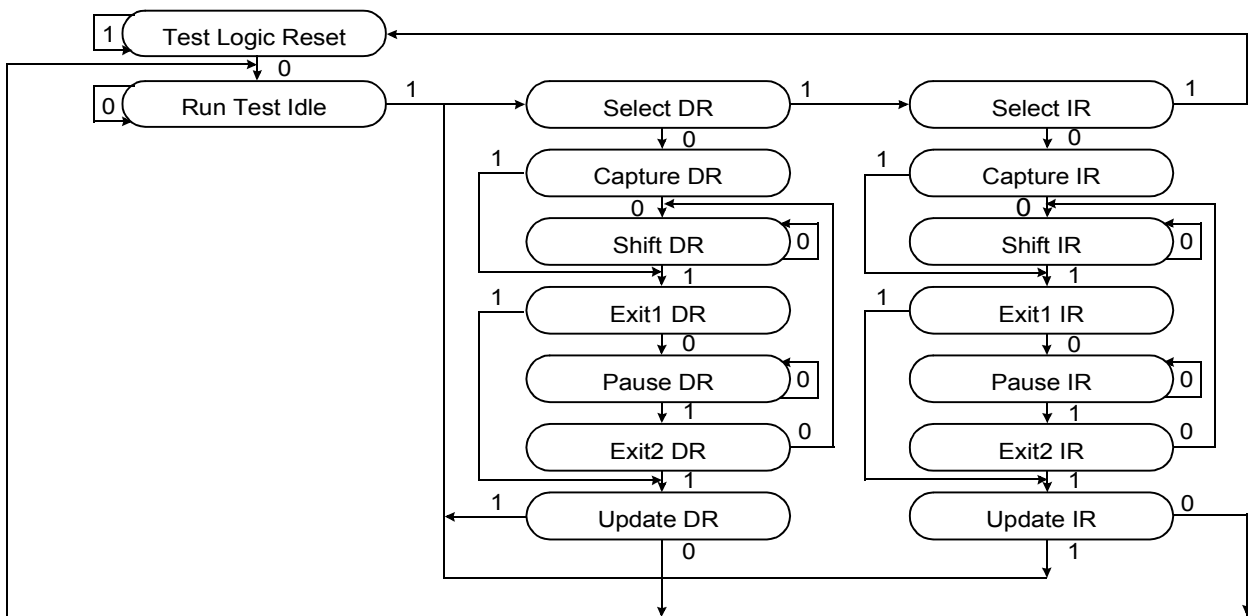 1
Test Logic Reset
0
0
Run Test Idle
1
Select DR
1
Select IR
1
0
0
1
Capture DR
1
Capture IR
0
0
Shift DR
0
Shift IR
0
1
1
1
Exit1 DR
1
Exit1 IR
0
0
Pause DR
0
Pause IR
0
1
1
Exit2 DR
0
Exit2 IR
0
1
1
1
Update DR
Update IR
0
0
1